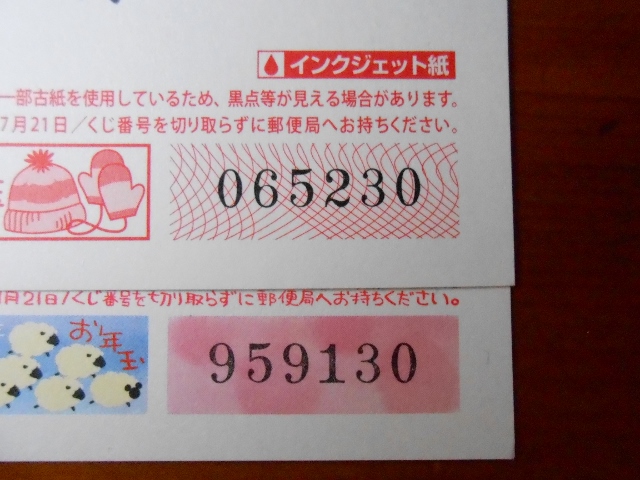 インクジェット紙
一部古紙を使用しているため、黒点等が見える場合があります。
7月21日/くじ番号を切り取らずに郵便局へお持ちください。
065230
月21日/くじ番号を切り取らずに郵便局へお持ちください。
お年玉
959130